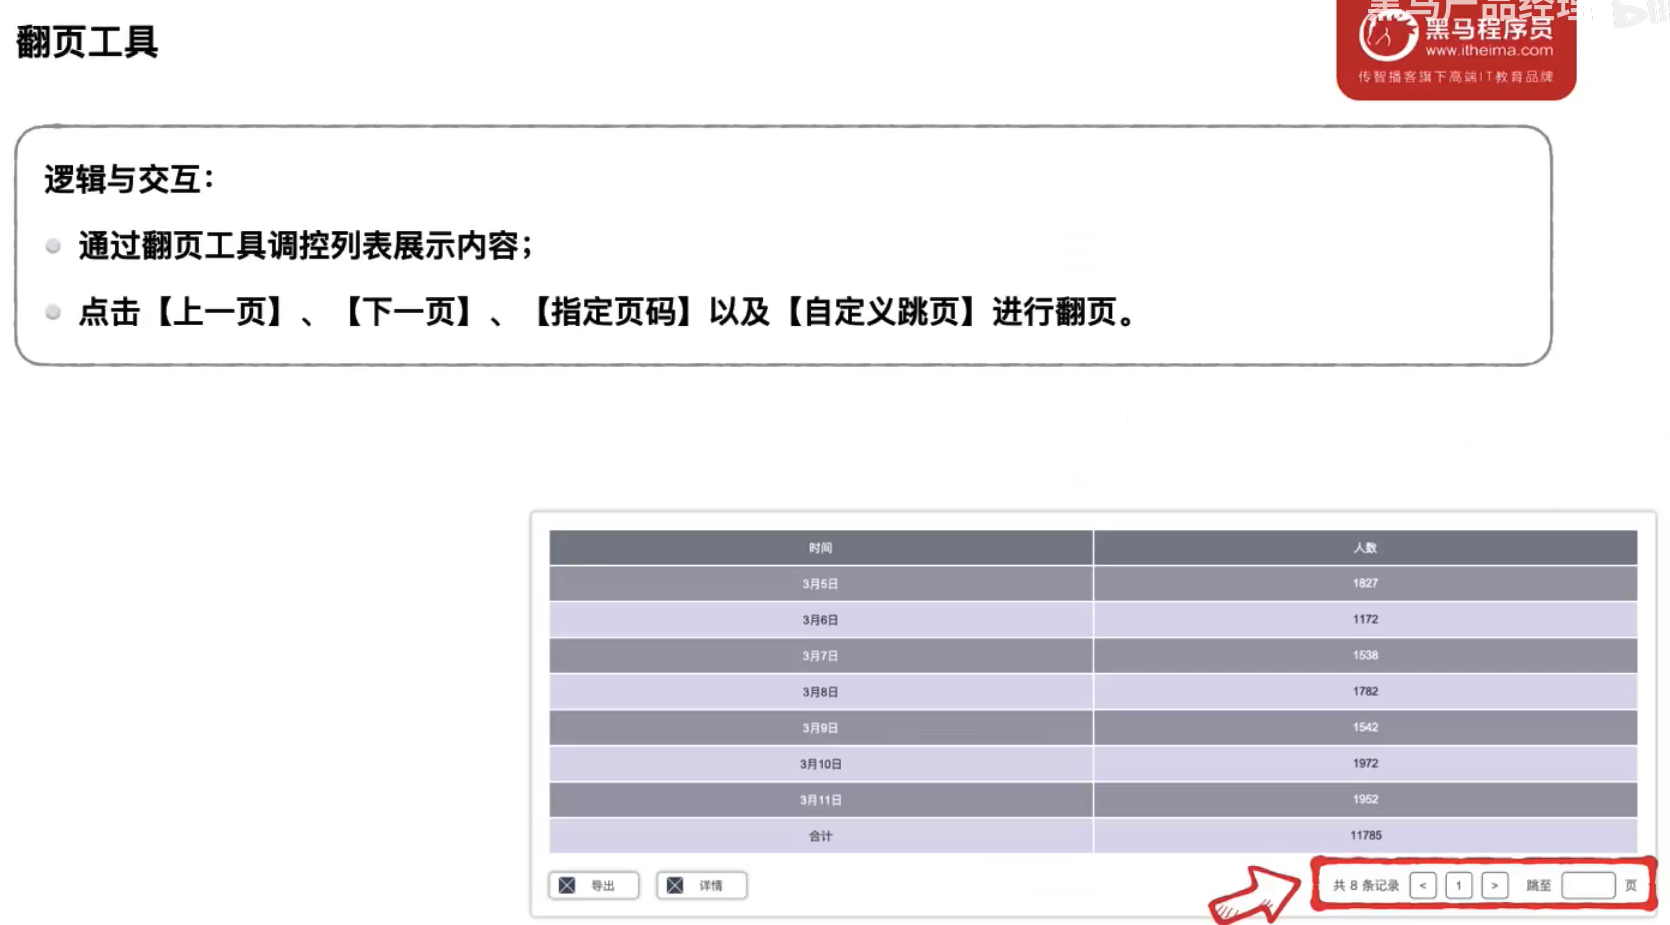 翻页工具
黑马产品经理
黑马程序员
www.itheima.com
传智播客旗下高端IT教育品牌
逻辑与交互：
通过翻页工具调控列表展示内容；
点击【上一页】、【下一页】、【指定页码】以及【自定义跳页】进行翻页。
时间 人数
3月5日 1827
3月6日 1172
3月7日 1538
3月8日 1782
3月9日 1542
3月10日 1972
3月11日 1952
合计 11785
导出 详情 共 8 条记录 < 1 > 跳至 页